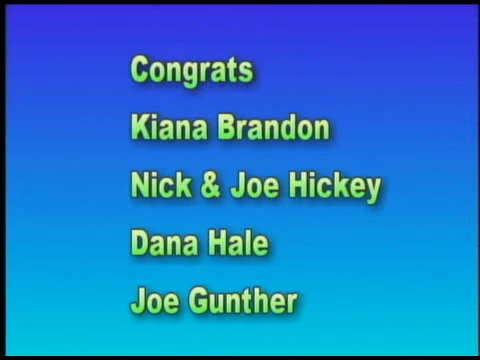 Congrats
Kiana Brandon
Nick & Joe Hickey
Dana Hale
Joe Gunther